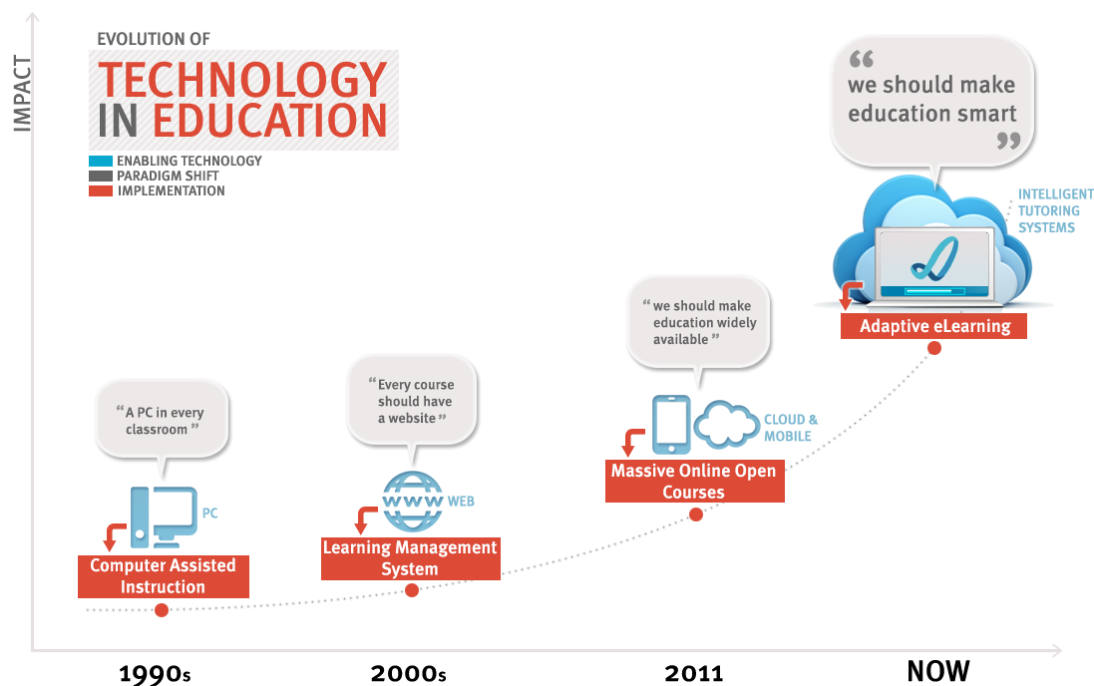 IMPACT
EVOLUTION OF
TECHNOLOGY
IN EDUCATION
ENABLING TECHNOLOGY
PARADIGM SHIFT
IMPLEMENTATION
“A PC in every
classroom”
PC
Computer Assisted
Instruction
“Every course
should have
a website”
www
WEB
Learning Management
System
“we should make
education widely
available”
CLOUD &
MOBILE
Massive Online Open
Courses
“we should make
education smart”
INTELLIGENT
TUTORING
SYSTEMS
Adaptive eLearning
1990s
2000s
2011
NOW